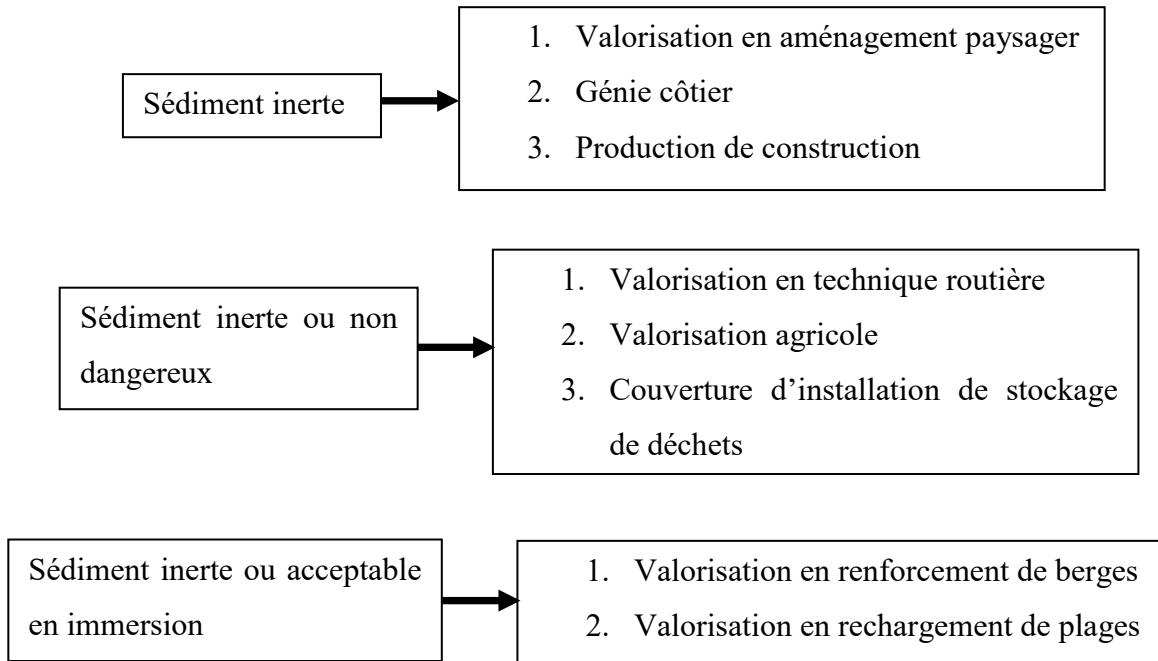 Sédiment inerte
1. Valorisation en aménagement paysager
2. Génie côtier
3. Production de construction
Sédiment inerte ou non
dangereux
1. Valorisation en technique routière
2. Valorisation agricole
3. Couverture d'installation de stockage
de déchets
Sédiment inerte ou acceptable
en immersion
1. Valorisation en renforcement de berges
2. Valorisation en rechargement de plages